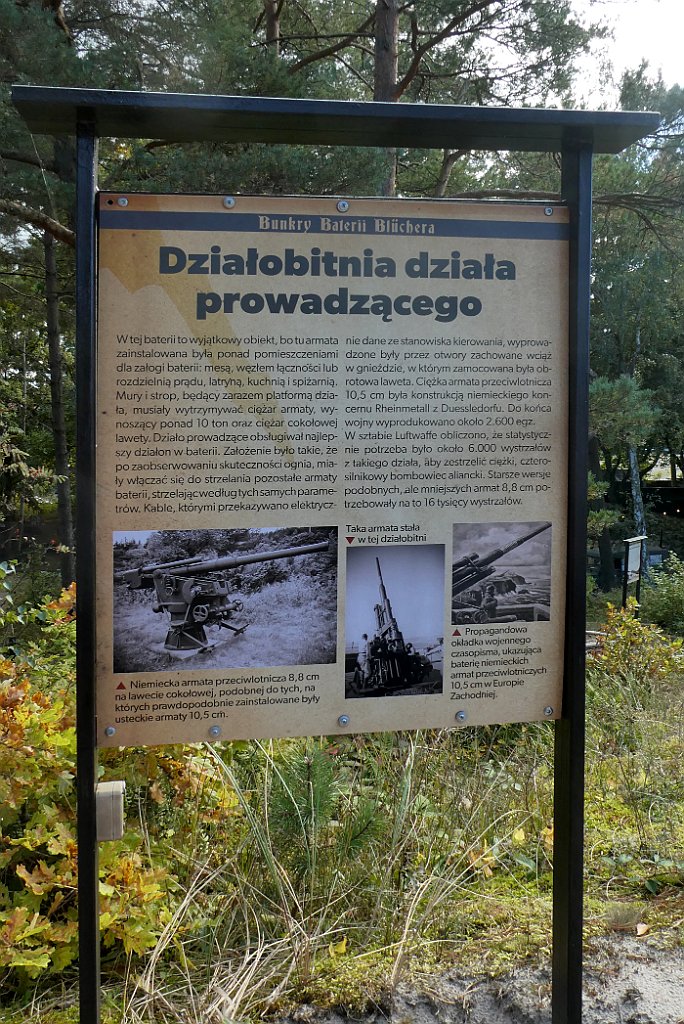 Bunkry Baterii Blüchera
Działobitnia działa
prowadzącego
W tej baterii to wyjątkowy obiekt, bo tu armata
zainstalowana była ponad pomieszczeniami
dla załogi baterii: mesą, węzłem łączności lub
rozdzielnią prądu, latryną, kuchnią i spiżarnią.
Mury i strop, będący zarazem platformą dzia-
ła, musiały wytrzymywać ciężar armaty, wy-
noszący ponad 10 ton oraz ciężar cokołowej
lawety. Działo prowadzące obsługiwał najlep-
szy działon w baterii. Założenie było takie, że
po zaobserwowaniu skuteczności ognia, mia-
ły włączać się do strzelania pozostałe armaty
baterii, strzelając według tych samych parame-
trów. Kable, którymi przekazywano elektrycz-
nie dane ze stanowiska kierowania, wyprowa-
dzone były przez otwory zachowane wciąż
w gnieździe, w którym zamocowana była ob-
rotowa laweta. Ciężka armata przeciwlotnicza
10,5 cm była konstrukcją niemieckiego kon-
cernu Rheinmetall z Duessledorfu. Do końca
wojny wyprodukowano około 2.600 egz.
W sztabie Luftwaffe obliczono, że statystycz-
nie potrzeba było około 6.000 wystrzałów
z takiego działa, aby zestrzelić ciężki, cztero-
silnikowy bombowiec aliancki. Starsze wersje
podobnych, ale mniejszych armat 8,8 cm po-
trzebowały na to 16 tysięcy wystrzałów.
▲ Niemiecka armata przeciwlotnicza 8,8 cm
na lawecie cokołowej, podobnej do tych, na
których prawdopodobnie zainstalowane były
usteckie armaty 10,5 cm.
Taka armata stała
▼ w tej działobitni
▲ Propagandowa
okładka wojennego
czasopisma, ukazująca
baterię niemieckich
armat przeciwlotniczych
10,5 cm w Europie
Zachodniej.